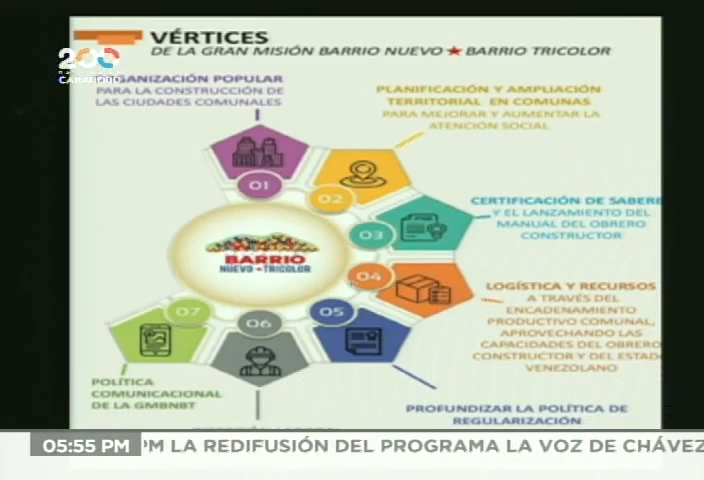 VÉRTICES
DE LA GRAN MISIÓN BARRIO NUEVO ★ BARRIO TRICOLOR
200
ORGANIZACIÓN POPULAR
PARA LA CONSTRUCCIÓN DE
LAS CIUDADES COMUNALES
PLANIFICACIÓN Y AMPLIACIÓN
TERRITORIAL EN COMUNAS
PARA MEJORAR Y AUMENTAR LA
ATENCIÓN SOCIAL
01
02
CERTIFICACIÓN DE SABERE
Y EL LANZAMIENTO DEL
MANUAL DEL OBRERO
CONSTRUCTOR
03
BARRIO
NUEVO TRICOLOR
04
LOGÍSTICA Y RECURSOS
A TRAVÉS DEL
ENCADENAMIENTO
PRODUCTIVO COMUNAL,
APROVECHANDO LAS
CAPACIDADES DEL OBRERO
CONSTRUCTOR Y DEL ESTAD
VENEZOLANO
07
06
05
POLÍTICA
COMUNICACIONAL
DE LA GMBNBT
PROFUNDIZAR LA POLÍTICA DE
REGULARIZACIÓN
05:55 PM
PM LA REDIFUSIÓN DEL PROGRAMA LA VOZ DE CHÁVEZ